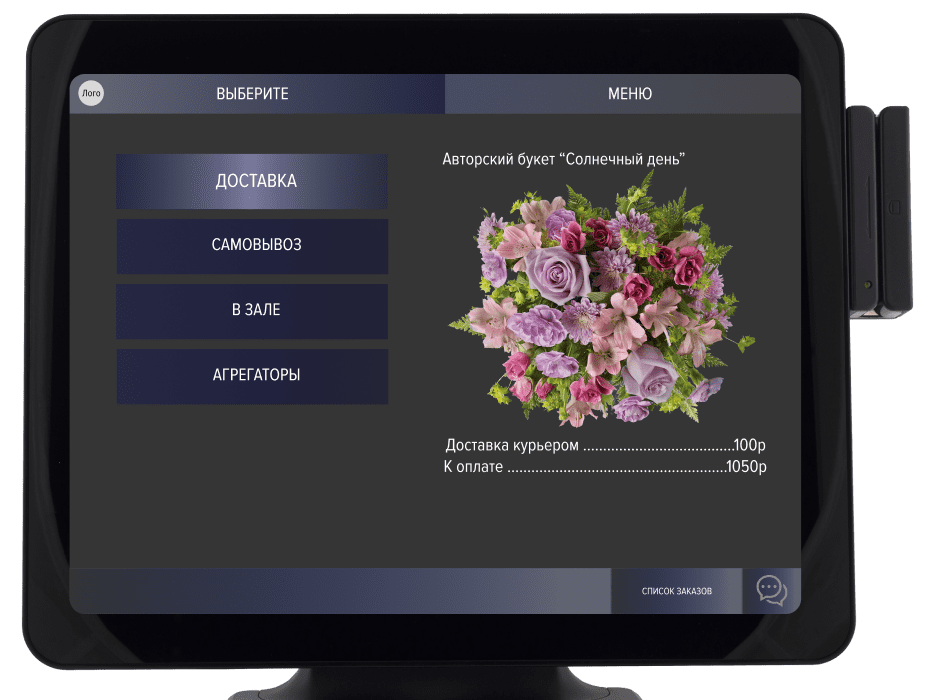 Лого
ВЫБЕРИТЕ
МЕНЮ
ДОСТАВКА
САМОВЫВОЗ
В ЗАЛЕ
АГРЕГАТОРЫ
Авторский букет “Солнечный день”
Доставка курьером ......................................100р
К оплате .......................................................1050р
СПИСОК ЗАКАЗОВ